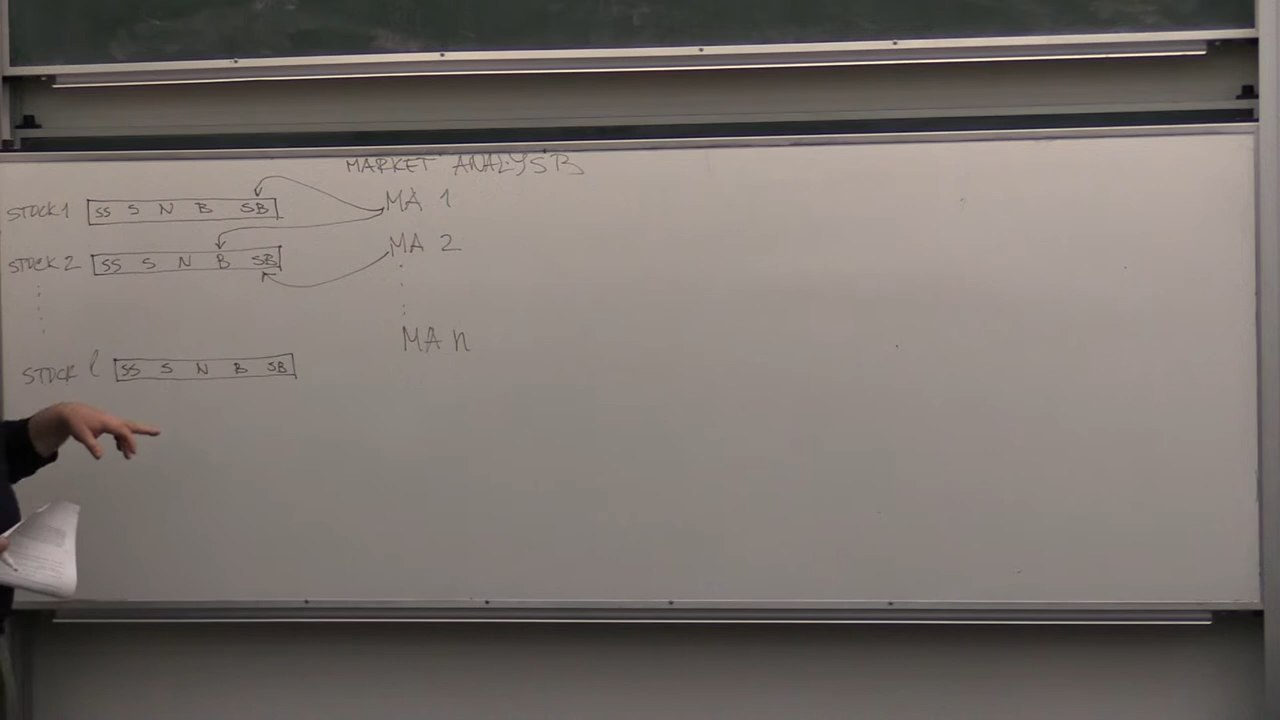 MARKET ANALYSTS
STOCK 1 SS S N B SB MA 1
STOCK 2 SS S N B SB MA 2
MA n
STOCK l SS S N B SB